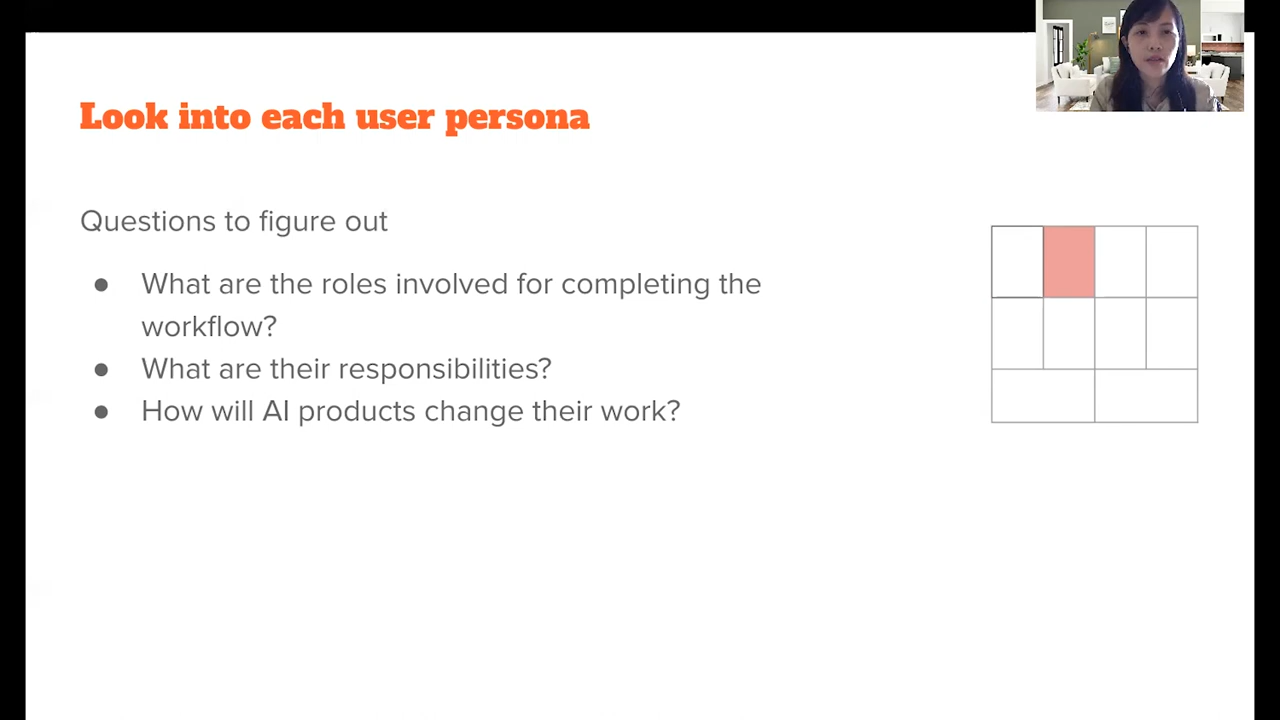 Look into each user persona
Questions to figure out
● What are the roles involved for completing the
workflow?
● What are their responsibilities?
● How will AI products change their work?